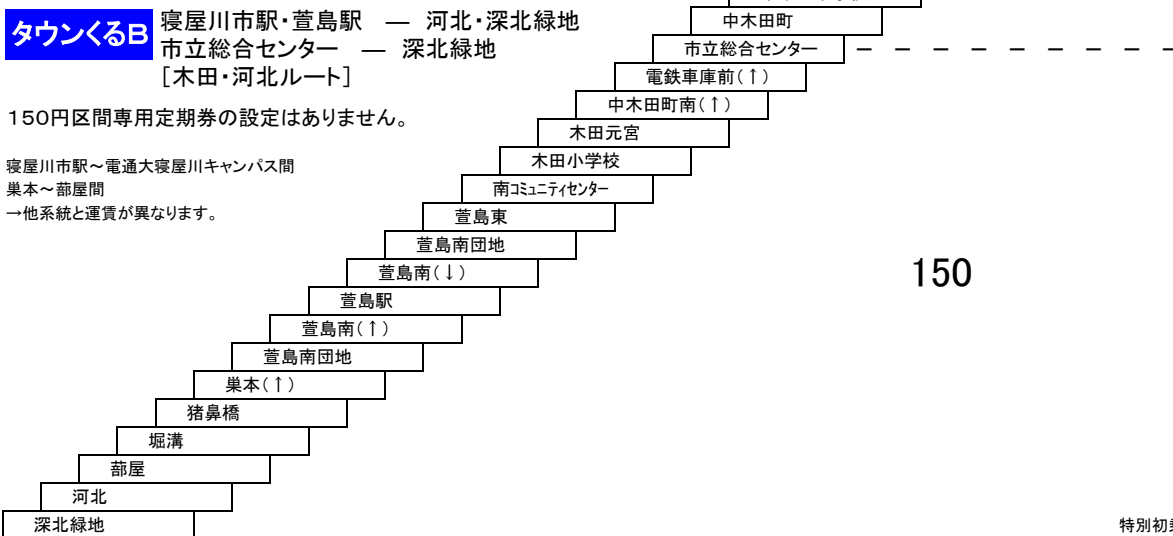 タウンくるB
寝屋川市駅・萱島駅 ― 河北・深北緑地
市立総合センター ― 深北緑地
[木田・河北ルート]
150円区間専用定期券の設定はありません。
寝屋川市駅～電通大寝屋川キャンパス間
巣本～蔀屋間
→他系統と運賃が異なります。
中木田町
市立総合センター
電鉄車庫前(↑)
中木田町南(↑)
木田元宮
木田小学校
南コミュニティセンター
萱島東
萱島南団地
萱島南(↓)
萱島駅
萱島南(↑)
萱島南団地
巣本(↑)
猪鼻橋
堀溝
蔀屋
河北
深北緑地
150
特別初